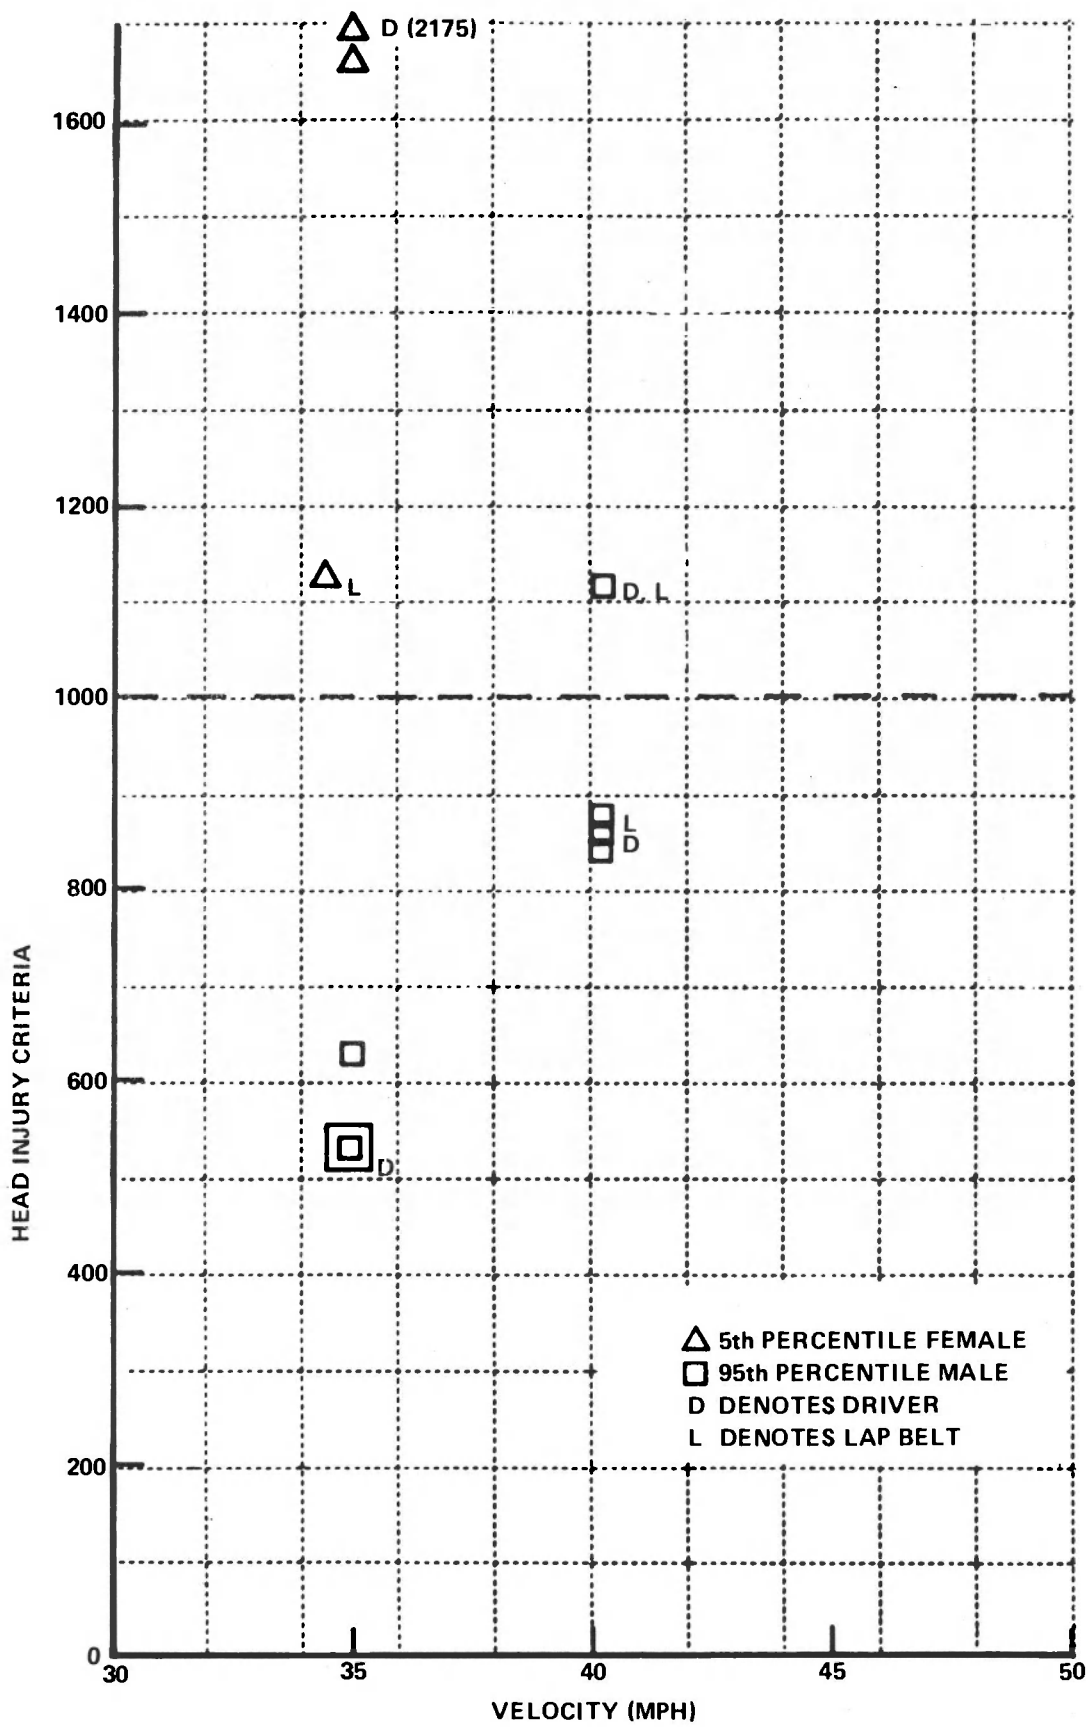 D (2175)
1600
1400
1200
L
D, L
1000
L
D
800
600
D
400
HEAD INJURY CRITERIA
5th PERCENTILE FEMALE
95th PERCENTILE MALE
D DENOTES DRIVER
L DENOTES LAP BELT
200
0
30 35 40 45 50
VELOCITY (MPH)